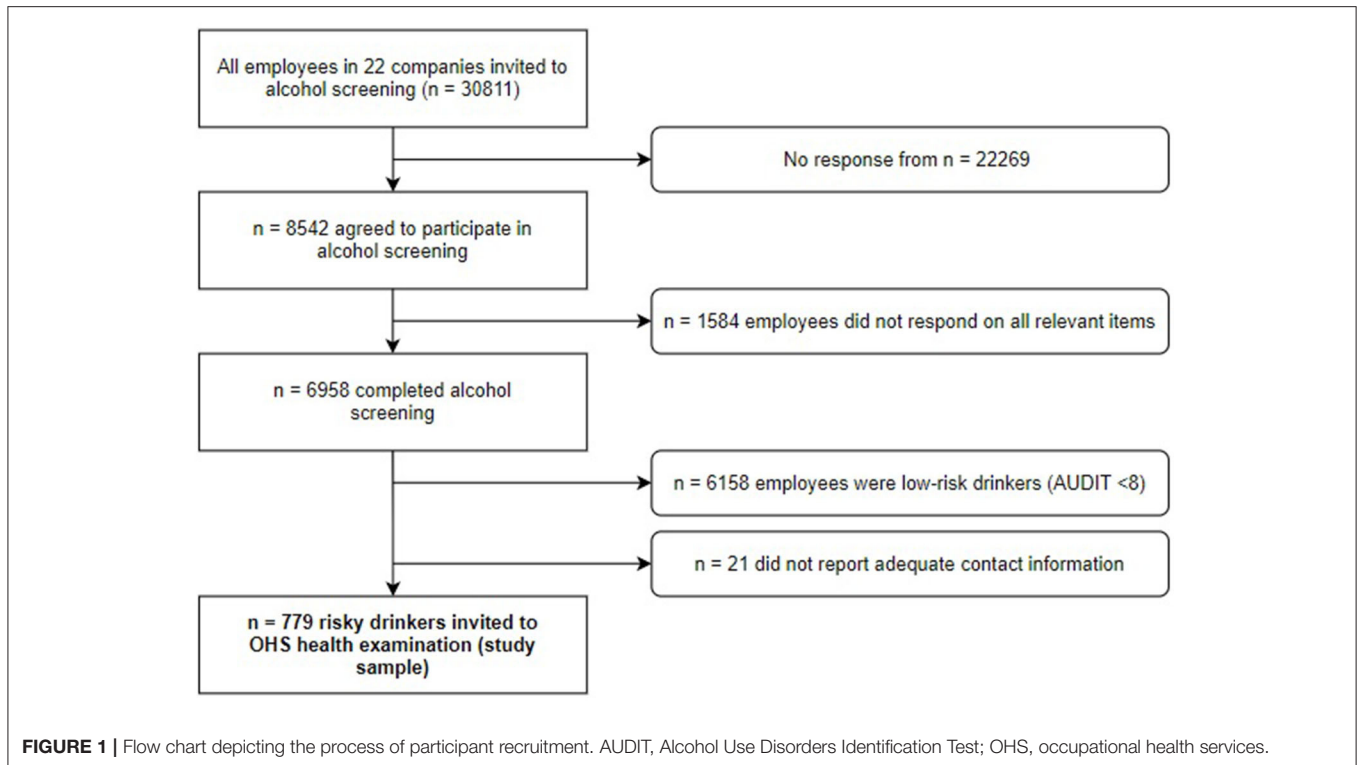 All employees in 22 companies invited to
alcohol screening (n = 30811)
No response from n = 22269
n = 8542 agreed to participate in
alcohol screening
n = 1584 employees did not respond on all relevant items
n = 6958 completed alcohol
screening
n = 6158 employees were low-risk drinkers (AUDIT <8)
n = 21 did not report adequate contact information
n = 779 risky drinkers invited to
OHS health examination (study
sample)
FIGURE 1 | Flow chart depicting the process of participant recruitment. AUDIT, Alcohol Use Disorders Identification Test; OHS, occupational health services.